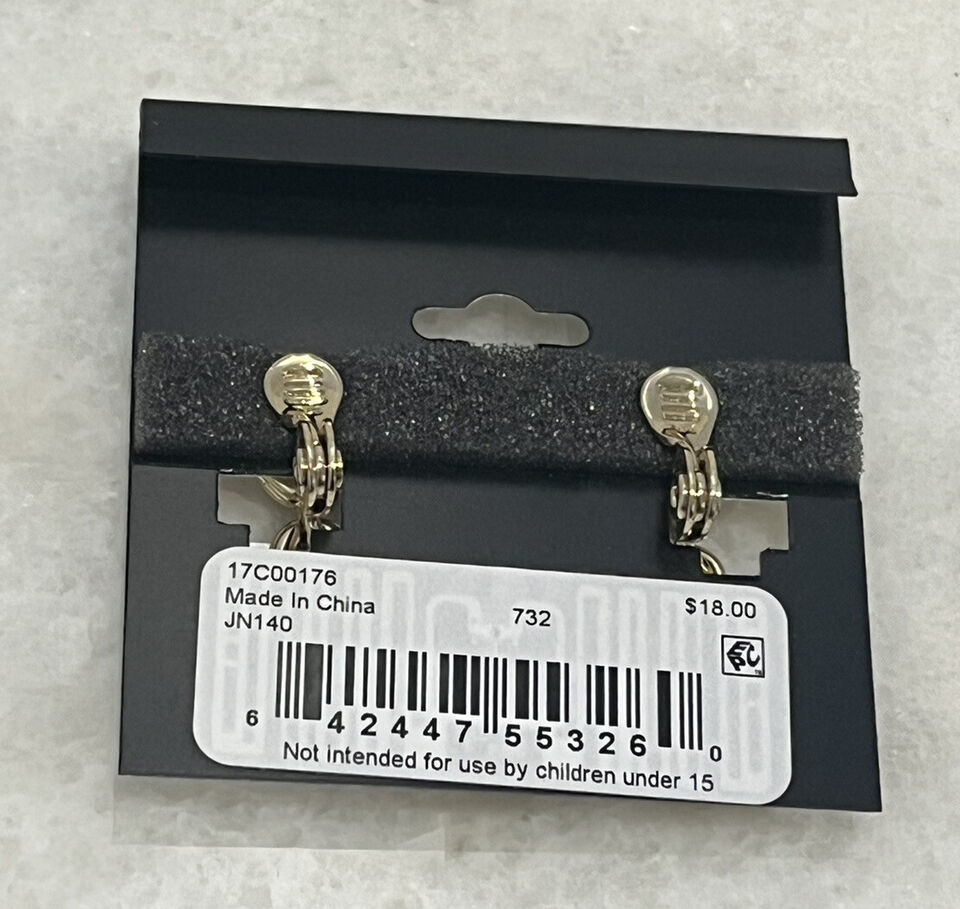 17C00176
Made In China
JN140
732
$18.00
EPC
6 42447 55326 0
Not intended for use by children under 15